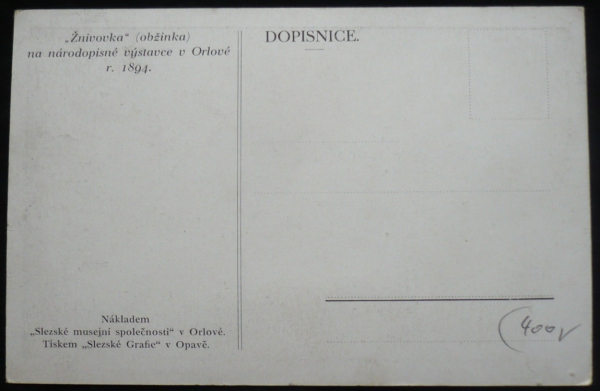 „Žnivovka“ (obžinka)
na národopisné výstavce v Orlové
r. 1894.
DOPISNICE.
Nákladem
„Slezské musejní společnosti“ v Orlové.
Tiskem „Slezské Grafie“ v Opavě.
400